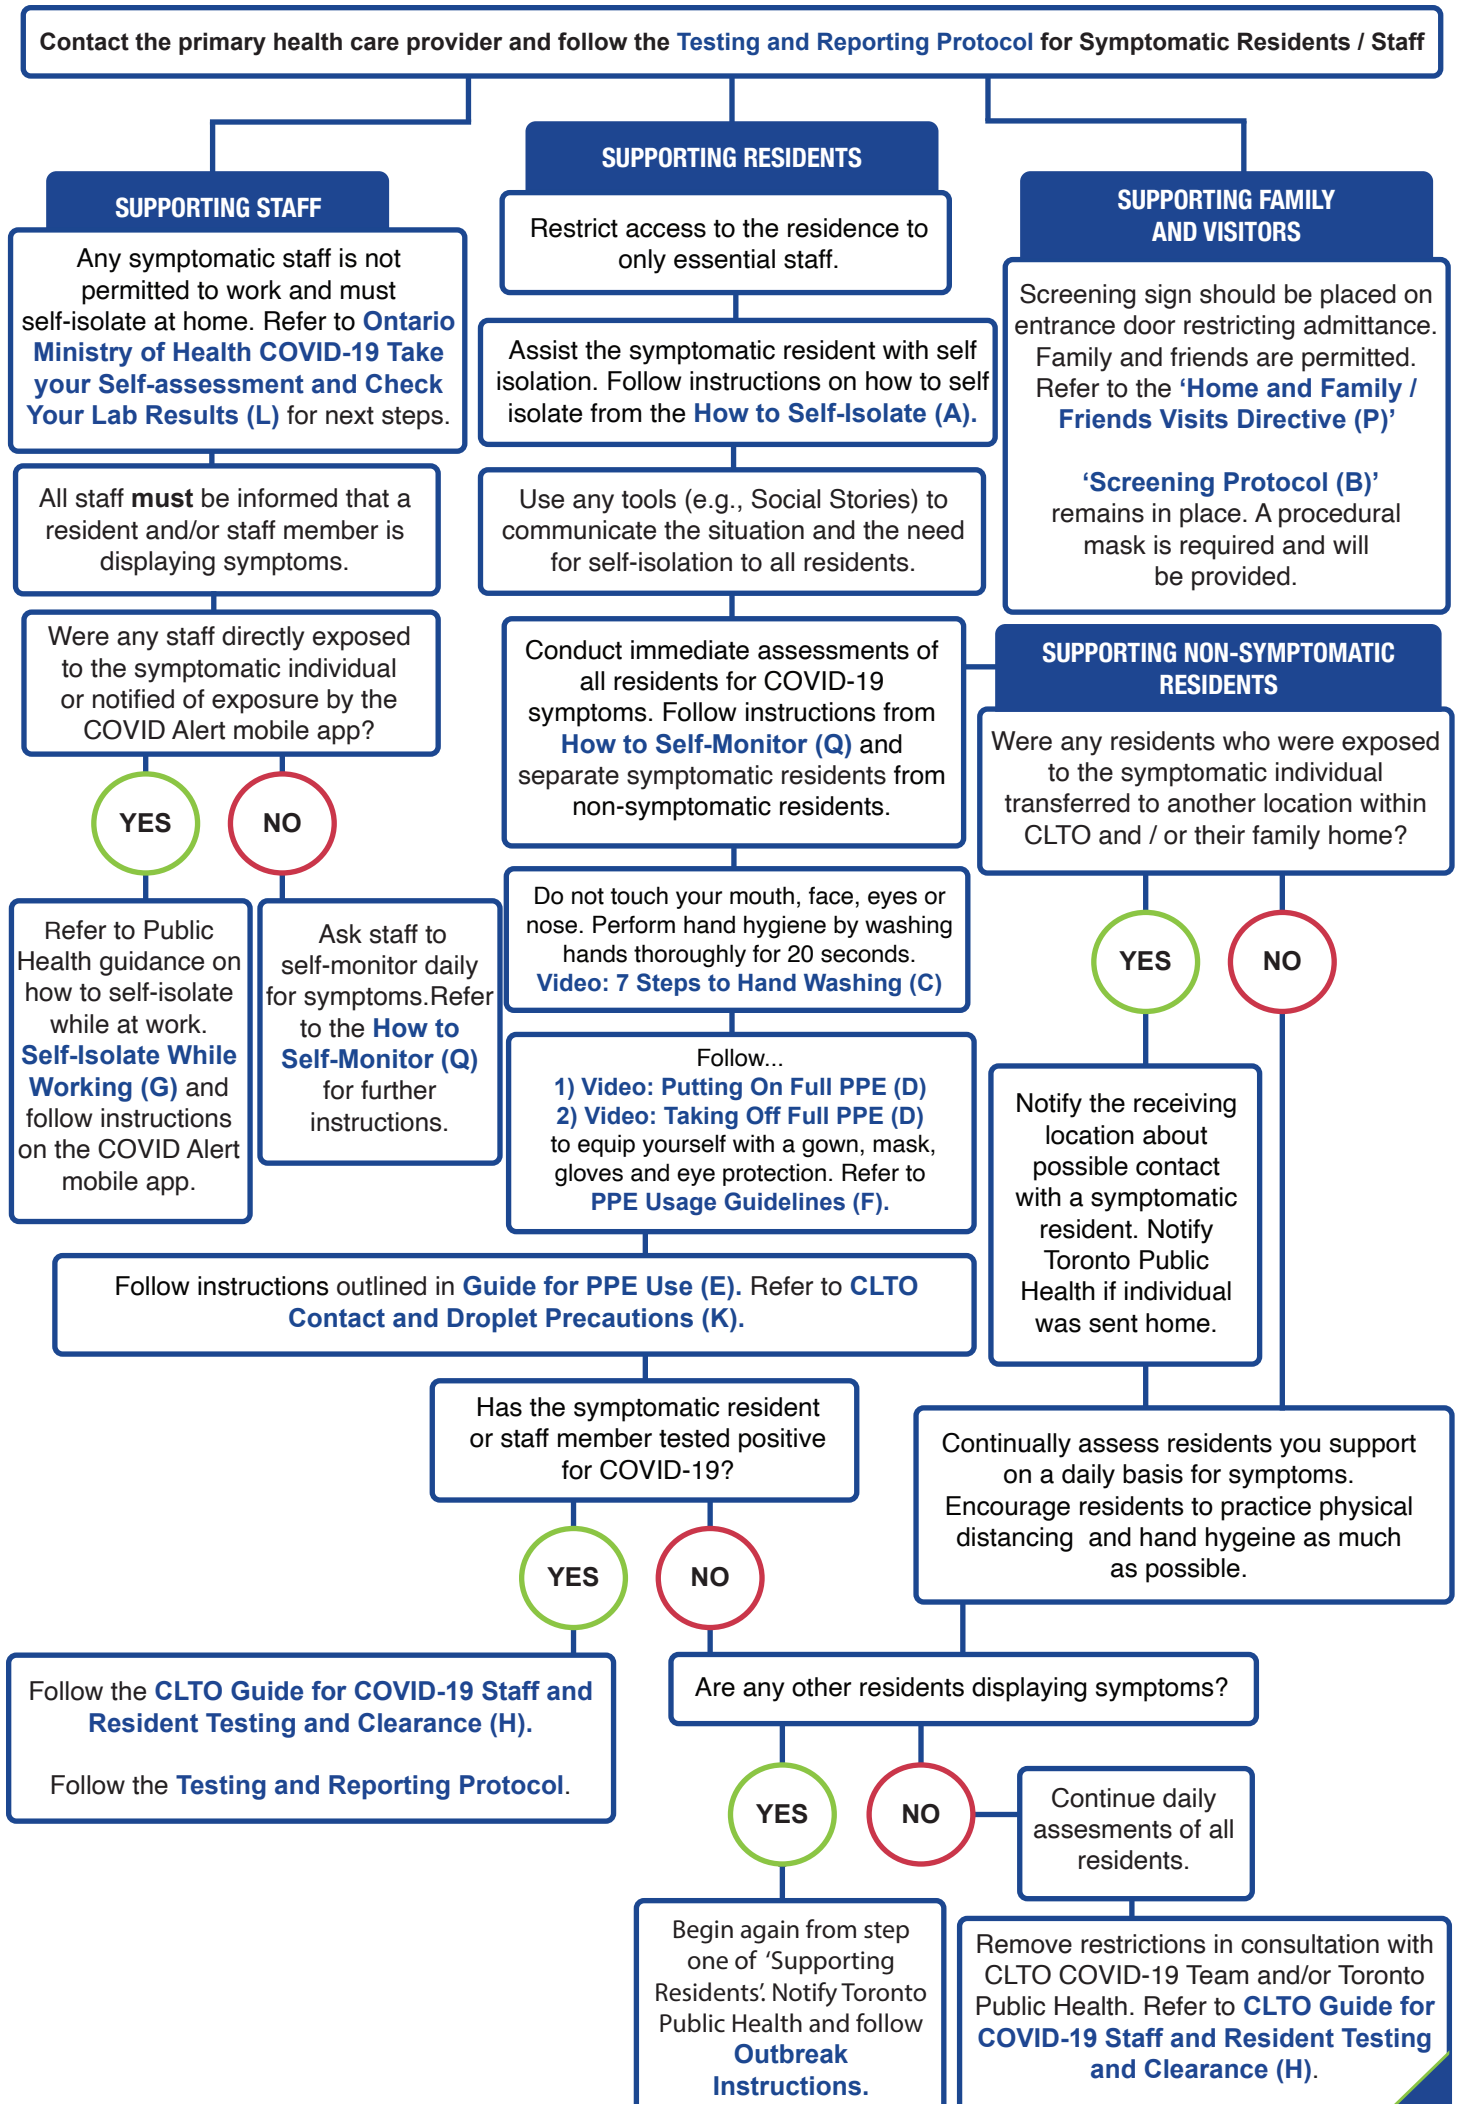 Contact the primary health care provider and follow the Testing and Reporting Protocol for Symptomatic Residents / Staff
SUPPORTING STAFF
Any symptomatic staff is not
permitted to work and must
self-isolate at home. Refer to Ontario
Ministry of Health COVID-19 Take
your Self-assessment and Check
Your Lab Results (L) for next steps.
All staff must be informed that a
resident and/or staff member is
displaying symptoms.
Were any staff directly exposed
to the symptomatic individual
or notified of exposure by the
COVID Alert mobile app?
YES
NO
Refer to Public
Health guidance on
how to self-isolate
while at work.
Self-Isolate While
Working (G) and
follow instructions
on the COVID Alert
mobile app.
Ask staff to
self-monitor daily
for symptoms.Refer
to the How to
Self-Monitor (Q)
for further
instructions.
SUPPORTING RESIDENTS
Restrict access to the residence to
only essential staff.
Assist the symptomatic resident with self
isolation. Follow instructions on how to self
isolate from the How to Self-Isolate (A).
Use any tools (e.g., Social Stories) to
communicate the situation and the need
for self-isolation to all residents.
Conduct immediate assessments of
all residents for COVID-19
symptoms. Follow instructions from
How to Self-Monitor (Q) and
separate symptomatic residents from
non-symptomatic residents.
Do not touch your mouth, face, eyes or
nose. Perform hand hygiene by washing
hands thoroughly for 20 seconds.
Video: 7 Steps to Hand Washing (C)
Follow...
1) Video: Putting On Full PPE (D)
2) Video: Taking Off Full PPE (D)
to equip yourself with a gown, mask,
gloves and eye protection. Refer to
PPE Usage Guidelines (F).
Follow instructions outlined in Guide for PPE Use (E). Refer to CLTO
Contact and Droplet Precautions (K).
Has the symptomatic resident
or staff member tested positive
for COVID-19?
YES
NO
Follow the CLTO Guide for COVID-19 Staff and
Resident Testing and Clearance (H).
Follow the Testing and Reporting Protocol.
SUPPORTING FAMILY
AND VISITORS
Screening sign should be placed on
entrance door restricting admittance.
Family and friends are permitted.
Refer to the ‘Home and Family /
Friends Visits Directive (P)’
‘Screening Protocol (B)’
remains in place. A procedural
mask is required and will
be provided.
SUPPORTING NON-SYMPTOMATIC
RESIDENTS
Were any residents who were exposed
to the symptomatic individual
transferred to another location within
CLTO and / or their family home?
YES
NO
Notify the receiving
location about
possible contact
with a symptomatic
resident. Notify
Toronto Public
Health if individual
was sent home.
Continually assess residents you support
on a daily basis for symptoms.
Encourage residents to practice physical
distancing and hand hygeine as much
as possible.
Are any other residents displaying symptoms?
YES
NO
Continue daily
assesments of all
residents.
Begin again from step
one of ‘Supporting
Residents’. Notify Toronto
Public Health and follow
Outbreak
Instructions.
Remove restrictions in consultation with
CLTO COVID-19 Team and/or Toronto
Public Health. Refer to CLTO Guide for
COVID-19 Staff and Resident Testing
and Clearance (H).